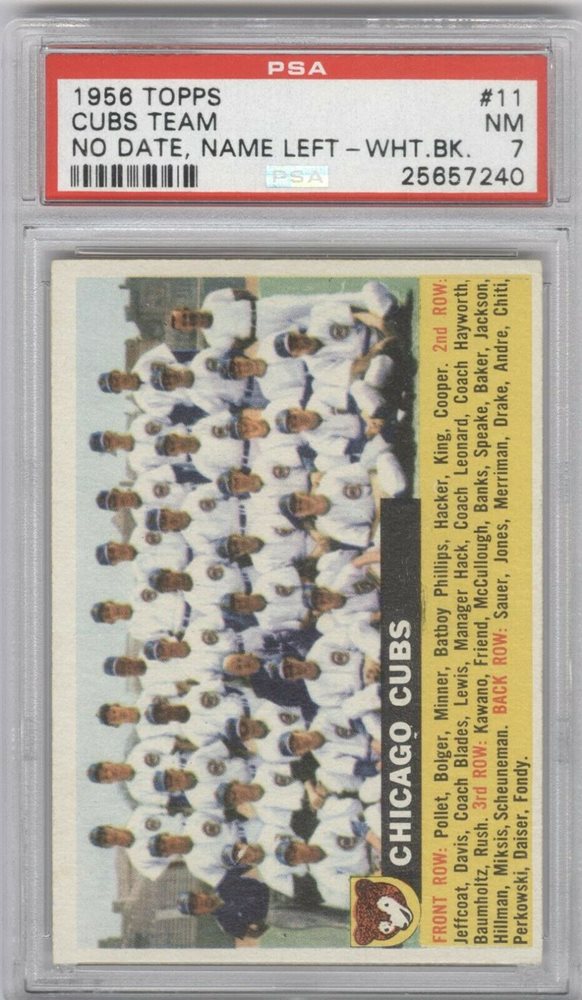 PSA
1956 TOPPS #11
CUBS TEAM NM
NO DATE, NAME LEFT-WHT.BK. 7
PSA 25657240
CHICAGO CUBS
FRONT ROW: Pollet, Bolger, Minner, Batboy Phillips, Hacker, King, Cooper. 2nd ROW:
Jeffcoat, Davis, Coach Blades, Lewis, Manager Hack, Coach Leonard, Coach Hayworth,
Baumholtz, Rush. 3rd ROW: Kawano, Friend, McCullough, Banks, Speake, Baker, Jackson,
Hillman, Miksis, Scheuneman. BACK ROW: Sauer, Jones, Merriman, Drake, Andre, Chiti,
Perkowski, Daiser, Fondy.